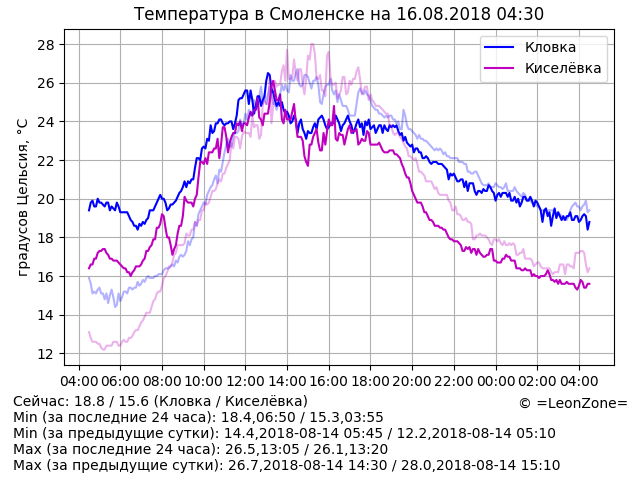 Температура в Смоленске на 16.08.2018 04:30
градусов Цельсия, °C
28
26
24
22
20
18
16
14
12
Кловка
Киселёвка
04:00 06:00 08:00 10:00 12:00 14:00 16:00 18:00 20:00 22:00 00:00 02:00 04:00
Сейчас: 18.8 / 15.6 (Кловка / Киселёвка)
© =LeonZone=
Min (за последние 24 часа): 18.4,06:50 / 15.3,03:55
Min (за предыдущие сутки): 14.4,2018-08-14 05:45 / 12.2,2018-08-14 05:10
Max (за последние 24 часа): 26.5,13:05 / 26.1,13:20
Max (за предыдущие сутки): 26.7,2018-08-14 14:30 / 28.0,2018-08-14 15:10